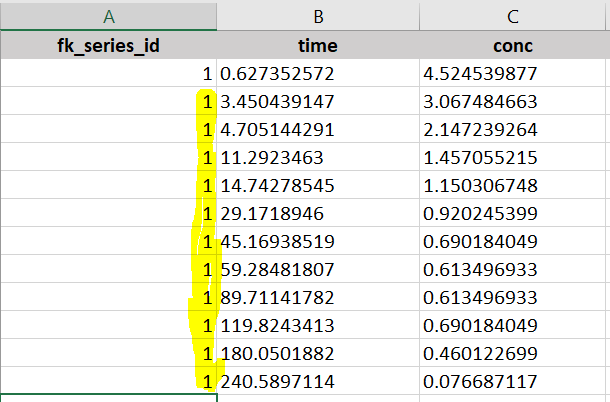 A B C
fk_series_id time conc
1 0.627352572 4.524539877
1 3.450439147 3.067484663
1 4.705144291 2.147239264
1 11.2923463 1.457055215
1 14.74278545 1.150306748
1 29.1718946 0.920245399
1 45.16938519 0.690184049
1 59.28481807 0.613496933
1 89.71141782 0.613496933
1 119.8243413 0.690184049
1 180.0501882 0.460122699
1 240.5897114 0.076687117